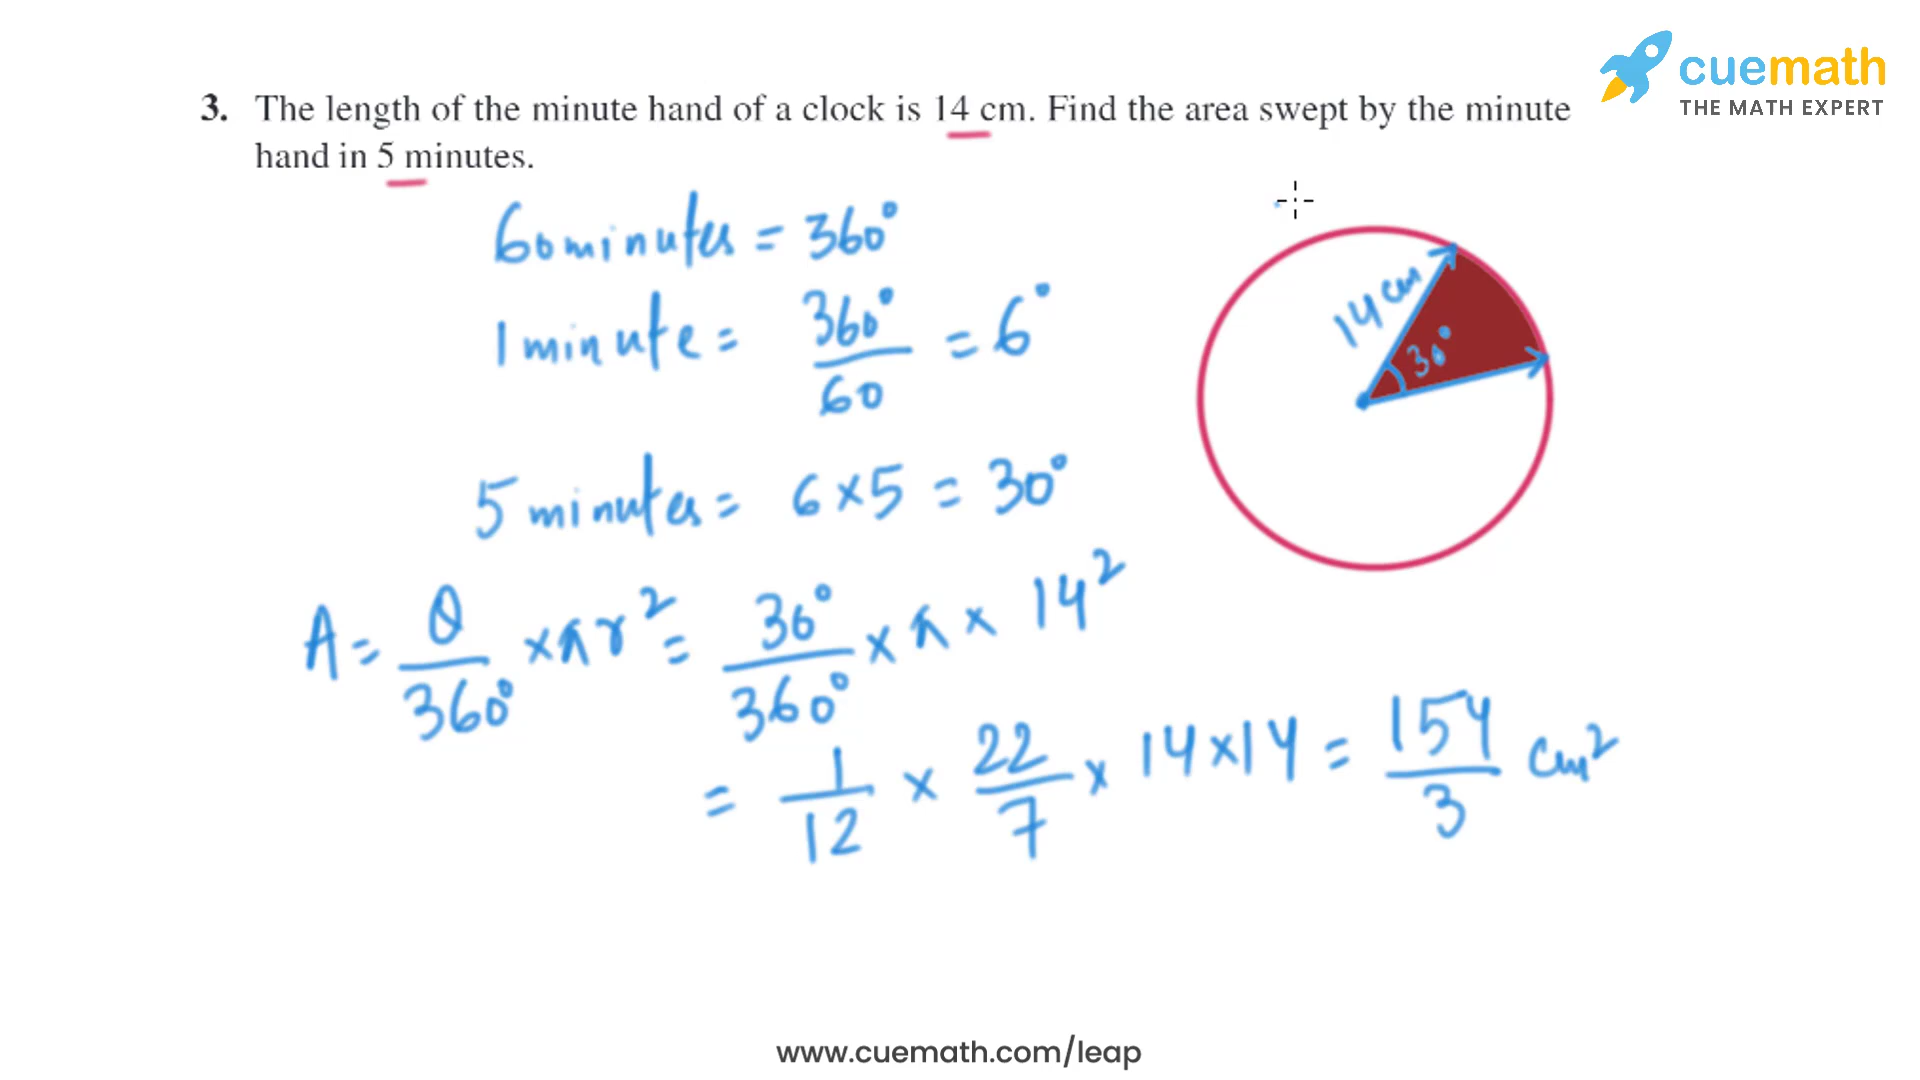 cuemath
THE MATH EXPERT
3. The length of the minute hand of a clock is 14 cm. Find the area swept by the minute
hand in 5 minutes.
60 minutes = 360°
1 minute = 360°/60 = 6°
5 minutes = 6 × 5 = 30°
A = θ/360° × πr² = 30°/360° × π × 14²
= 1/12 × 22/7 × 14 × 14 = 154/3 cm²
14 cm
30°
www.cuemath.com/leap